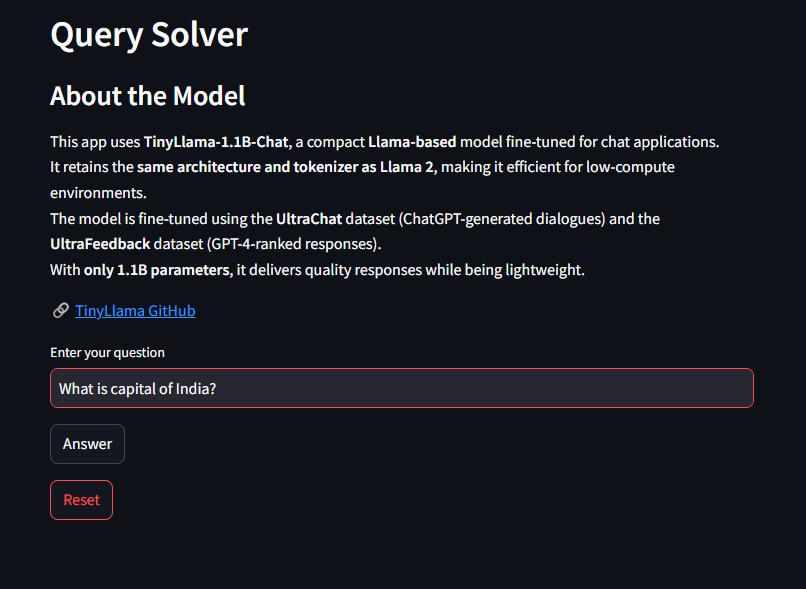 Query Solver
About the Model
This app uses TinyLlama-1.1B-Chat, a compact Llama-based model fine-tuned for chat applications.
It retains the same architecture and tokenizer as Llama 2, making it efficient for low-compute
environments.
The model is fine-tuned using the UltraChat dataset (ChatGPT-generated dialogues) and the
UltraFeedback dataset (GPT-4-ranked responses).
With only 1.1B parameters, it delivers quality responses while being lightweight.
TinyLlama GitHub
Enter your question
What is capital of India?
Answer
Reset